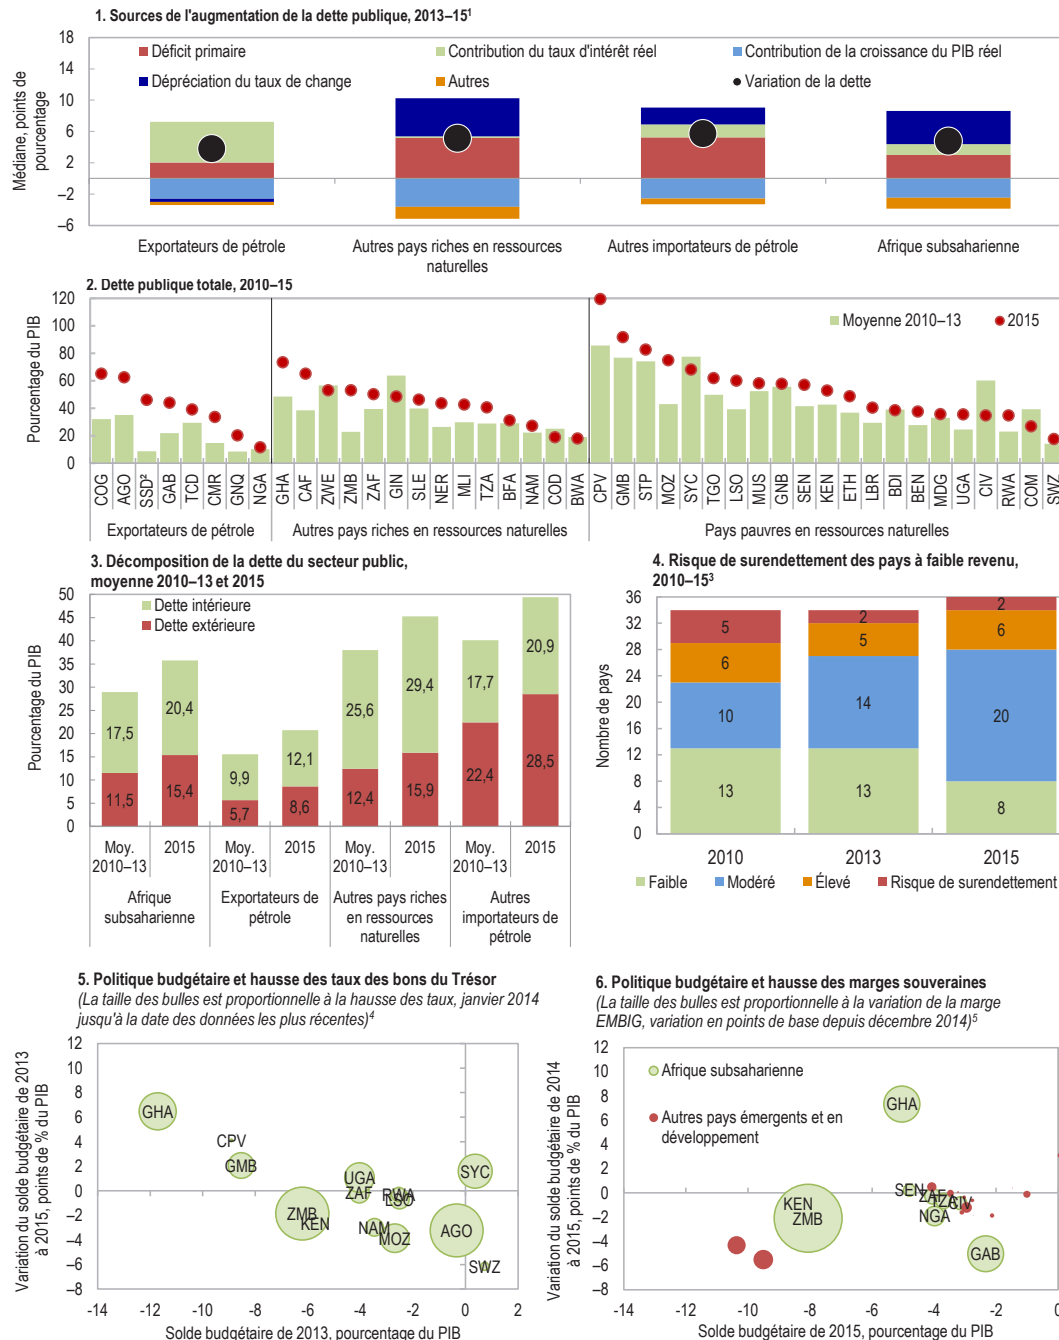 1. Sources de l'augmentation de la dette publique, 2013–15¹
Médiane, points de pourcentage
18
14
10
6
2
–2
–6
Déficit primaire
Contribution du taux d'intérêt réel
Contribution de la croissance du PIB réel
Dépréciation du taux de change
Autres
Variation de la dette
Exportateurs de pétrole
Autres pays riches en ressources naturelles
Autres importateurs de pétrole
Afrique subsaharienne
2. Dette publique totale, 2010–15
Pourcentage du PIB
120
100
80
60
40
20
0
Moyenne 2010–13
2015
COG AGO SSD² GAB TCD CMR GNQ NGA
GHA CAF ZWE ZMB ZAF GIN SLE NER MLI TZA BFA NAM COD BWA
CPV GMB STP MOZ SYC TGO LSO MUS GNB SEN KEN ETH LBR BDI BEN MDG UGA CIV RWA COM SWZ
Exportateurs de pétrole
Autres pays riches en ressources naturelles
Pays pauvres en ressources naturelles
3. Décomposition de la dette du secteur public,
moyenne 2010–13 et 2015
Pourcentage du PIB
50
45
40
35
30
25
20
15
10
5
0
Dette intérieure
Dette extérieure
17,5
11,5
20,4
15,4
9,9
5,7
12,1
8,6
25,6
12,4
29,4
15,9
17,7
22,4
20,9
28,5
Moy. 2010–13
2015
Moy. 2010–13
2015
Moy. 2010–13
2015
Moy. 2010–13
2015
Afrique subsaharienne
Exportateurs de pétrole
Autres pays riches en ressources naturelles
Autres importateurs de pétrole
4. Risque de surendettement des pays à faible revenu,
2010–15³
Nombre de pays
36
32
28
24
20
16
12
8
4
0
5
6
10
13
2
5
14
13
2
6
20
8
2010
2013
2015
Faible
Modéré
Élevé
Risque de surendettement
5. Politique budgétaire et hausse des taux des bons du Trésor
(La taille des bulles est proportionnelle à la hausse des taux, janvier 2014
jusqu'à la date des données les plus récentes)⁴
Variation du solde budgétaire de 2013
à 2015, points de % du PIB
12
10
8
6
4
2
0
–2
–4
–6
–8
GHA
CPV
GMB
UGA
ZAF
RWA
LSO
SYC
ZMB
KEN
NAM
MOZ
AGO
SWZ
-14 -12 -10 -8 -6 -4 -2 0 2
Solde budgétaire de 2013, pourcentage du PIB
6. Politique budgétaire et hausse des marges souveraines
(La taille des bulles est proportionnelle à la variation de la marge
EMBIG, variation en points de base depuis décembre 2014)⁵
Variation du solde budgétaire de 2014
à 2015, points de % du PIB
12
10
8
6
4
2
0
–2
–4
–6
–8
Afrique subsaharienne
Autres pays émergents et en
développement
GHA
SEN
ZAF
TZA
CIV
NGA
KEN
ZMB
GAB
-14 -12 -10 -8 -6 -4 -2 0
Solde budgétaire de 2015, pourcentage du PIB